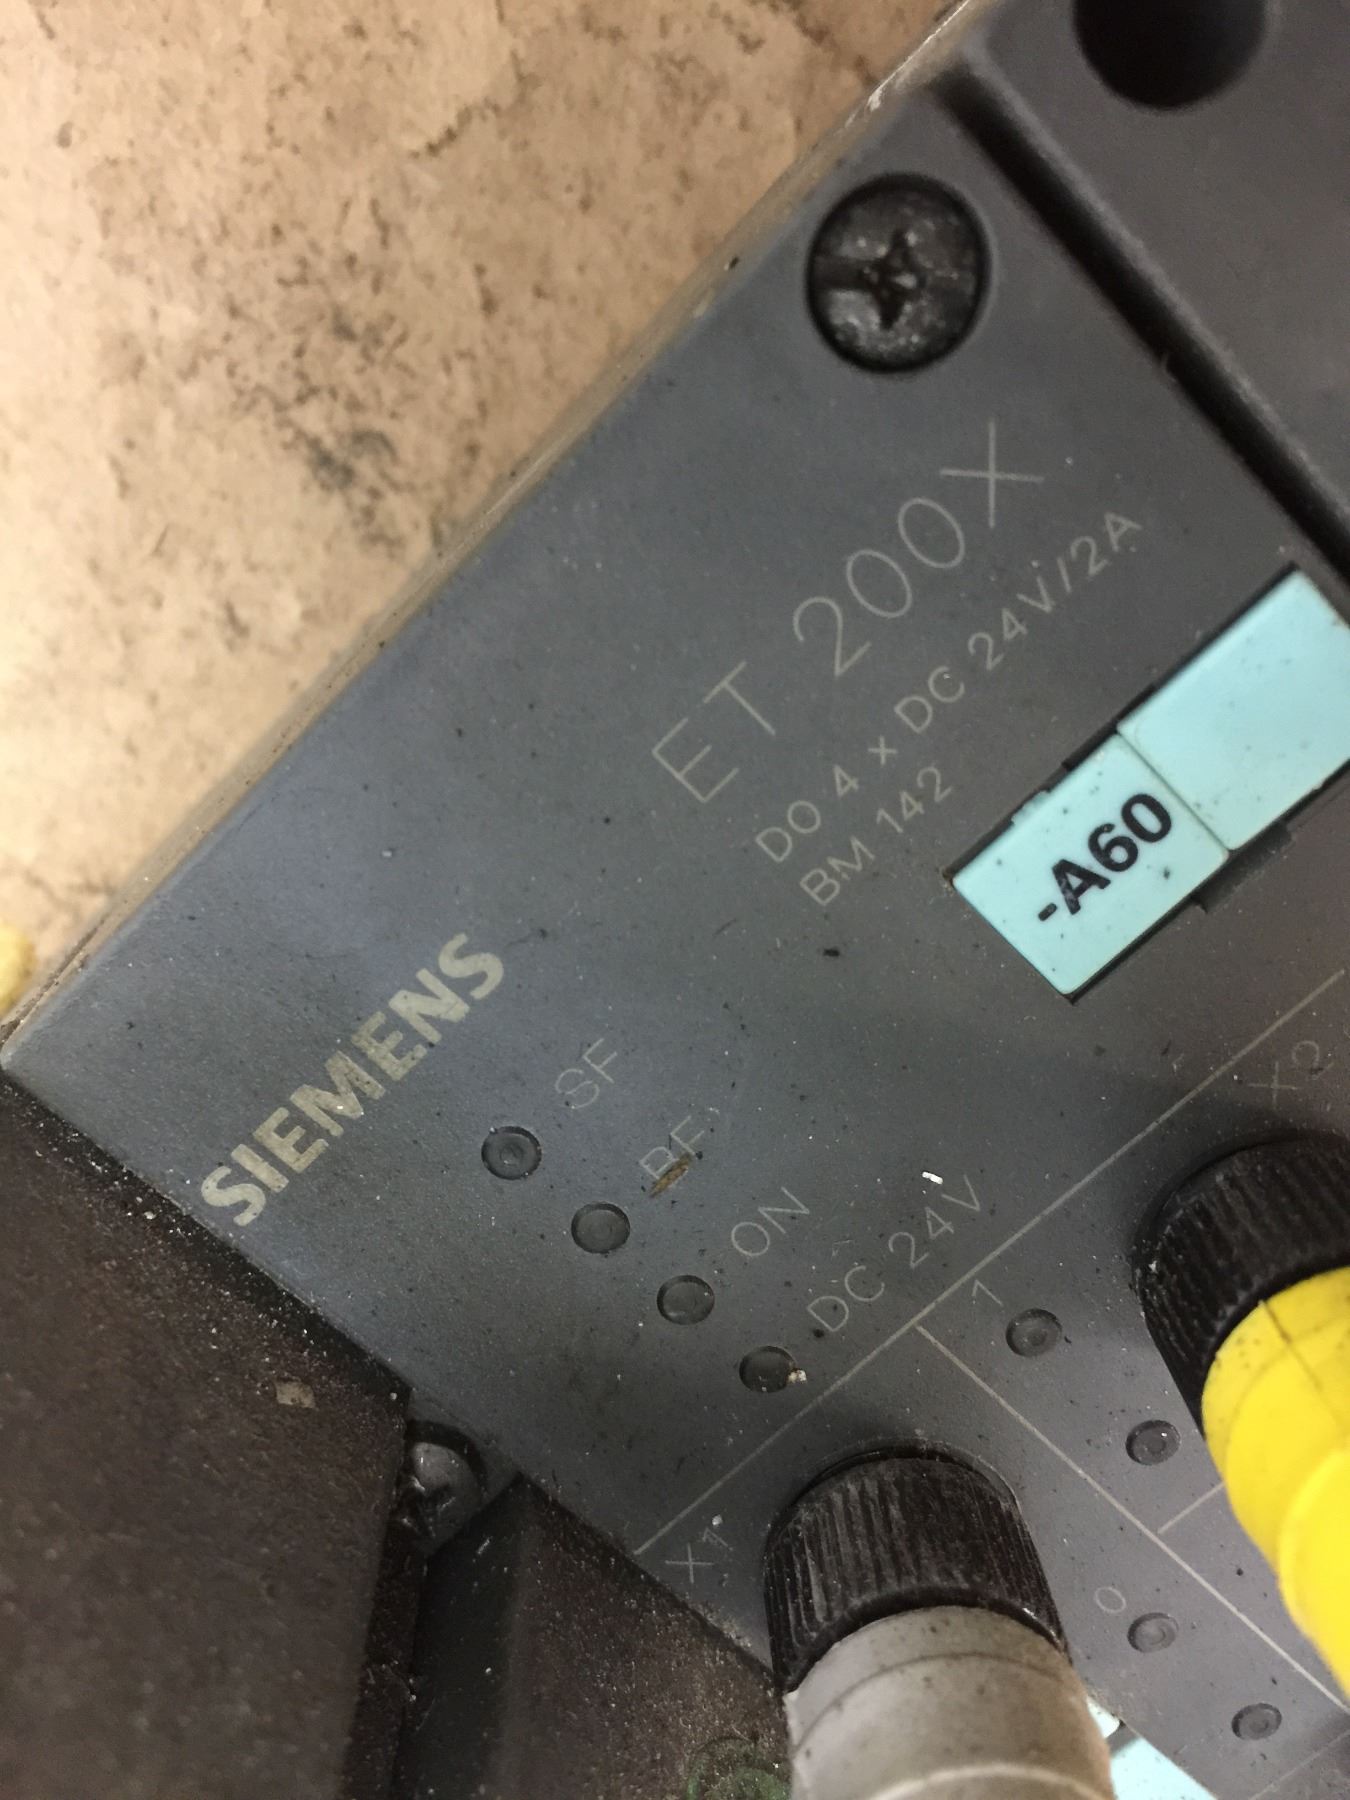 ET 200X
DO 4 x DC 24V/2A
BM 142
-A60
SIEMENS
SF
BF
ON
DC 24V
X2
1
X1
0